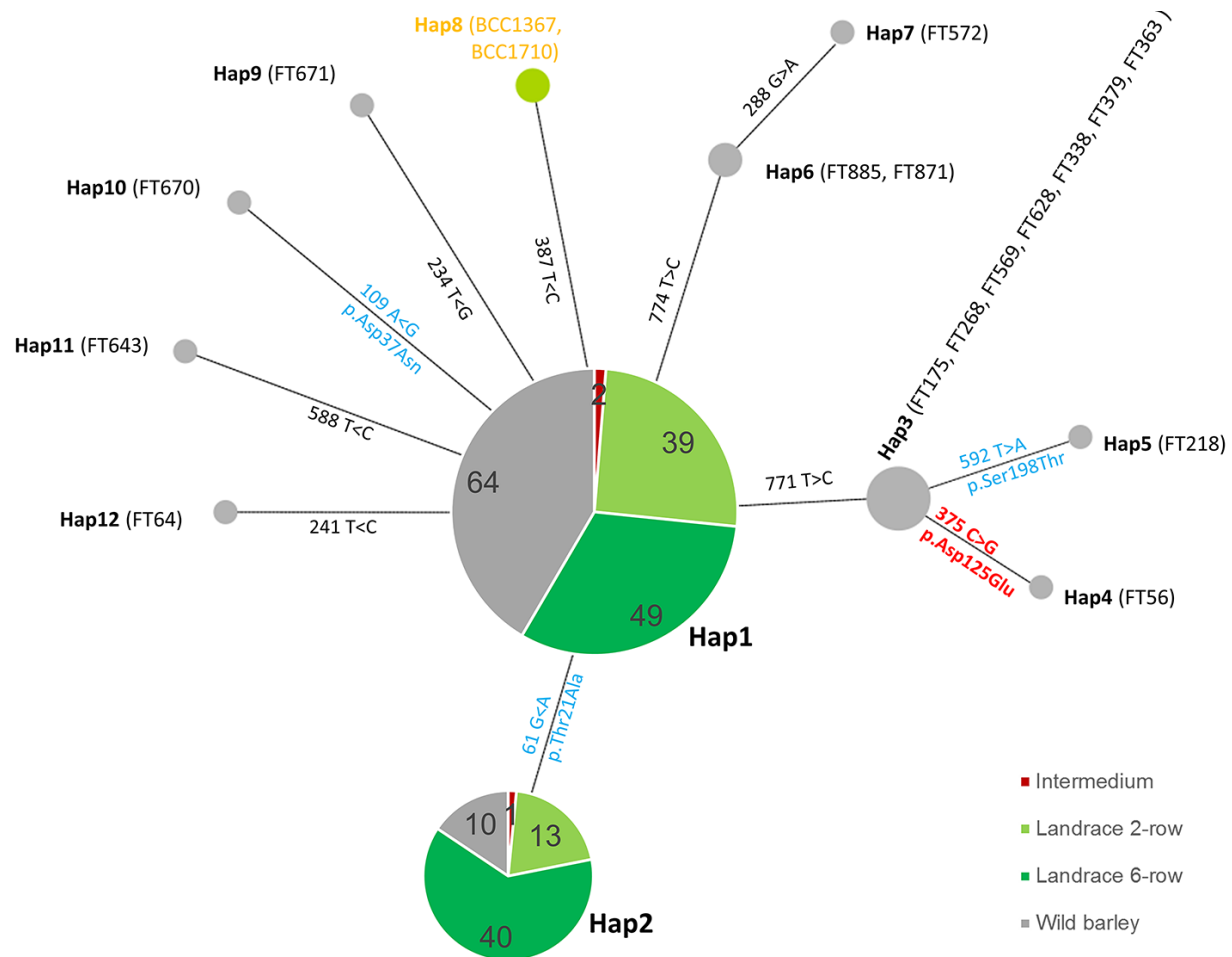 Hap8 (BCC1367,
BCC1710)
Hap7 (FT572)
Hap9 (FT671)
288 G>A
Hap6 (FT885, FT871)
Hap10 (FT670)
Hap3 (FT175, FT268, FT569, FT628, FT338, FT379, FT363 )
234 T<G
387 T<C
774 T>C
109 A<G
p.Asp37Asn
Hap11 (FT643)
588 T<C
2
39
64
49
Hap1
771 T>C
592 T>A
p.Ser198Thr
Hap5 (FT218)
375 C>G
p.Asp125Glu
Hap4 (FT56)
Hap12 (FT64)
241 T<C
61 G<A
p.Thr21Ala
10
1
13
40
Hap2
Intermedium
Landrace 2-row
Landrace 6-row
Wild barley